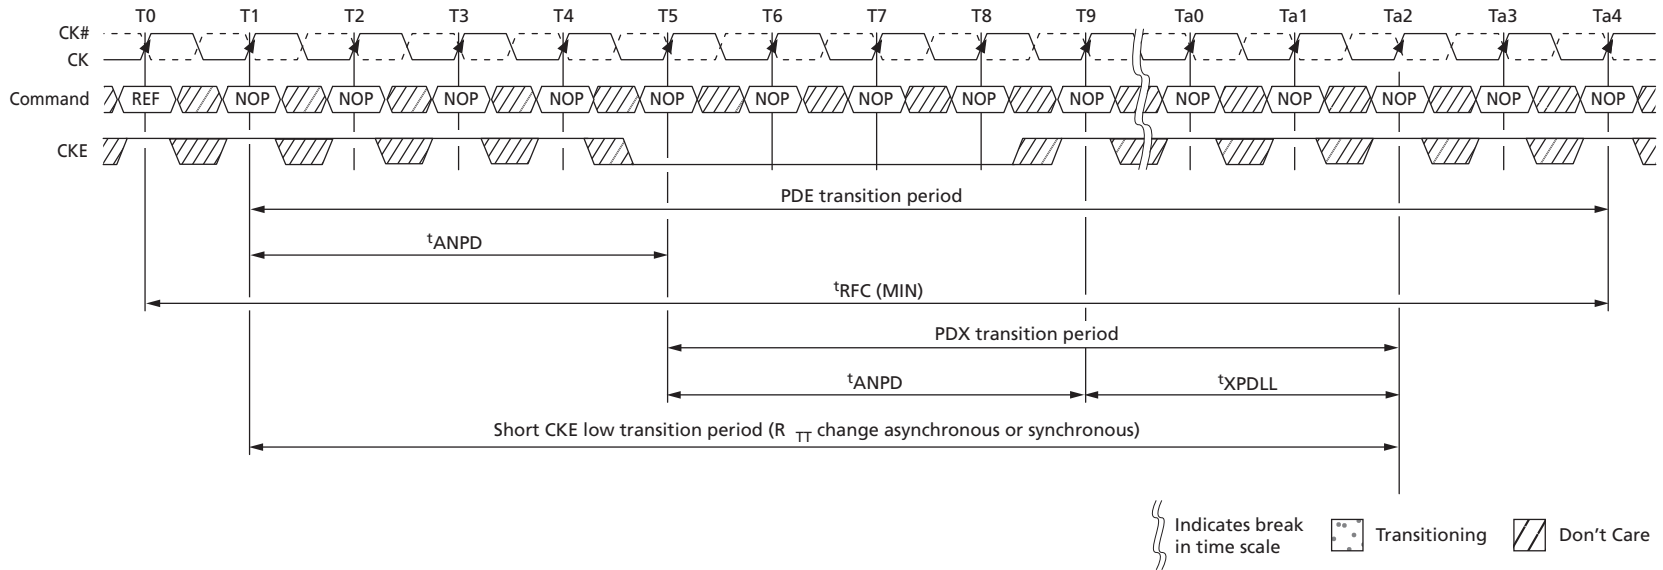 T0 T1 T2 T3 T4 T5 T6 T7 T8 T9 Ta0 Ta1 Ta2 Ta3 Ta4
CK#
CK
Command REF NOP NOP NOP NOP NOP NOP NOP NOP NOP NOP NOP NOP NOP NOP
CKE
PDE transition period
tANPD
tRFC (MIN)
PDX transition period
tANPD tXPDLL
Short CKE low transition period (R TT change asynchronous or synchronous)
Indicates break
in time scale
Transitioning
Don't Care